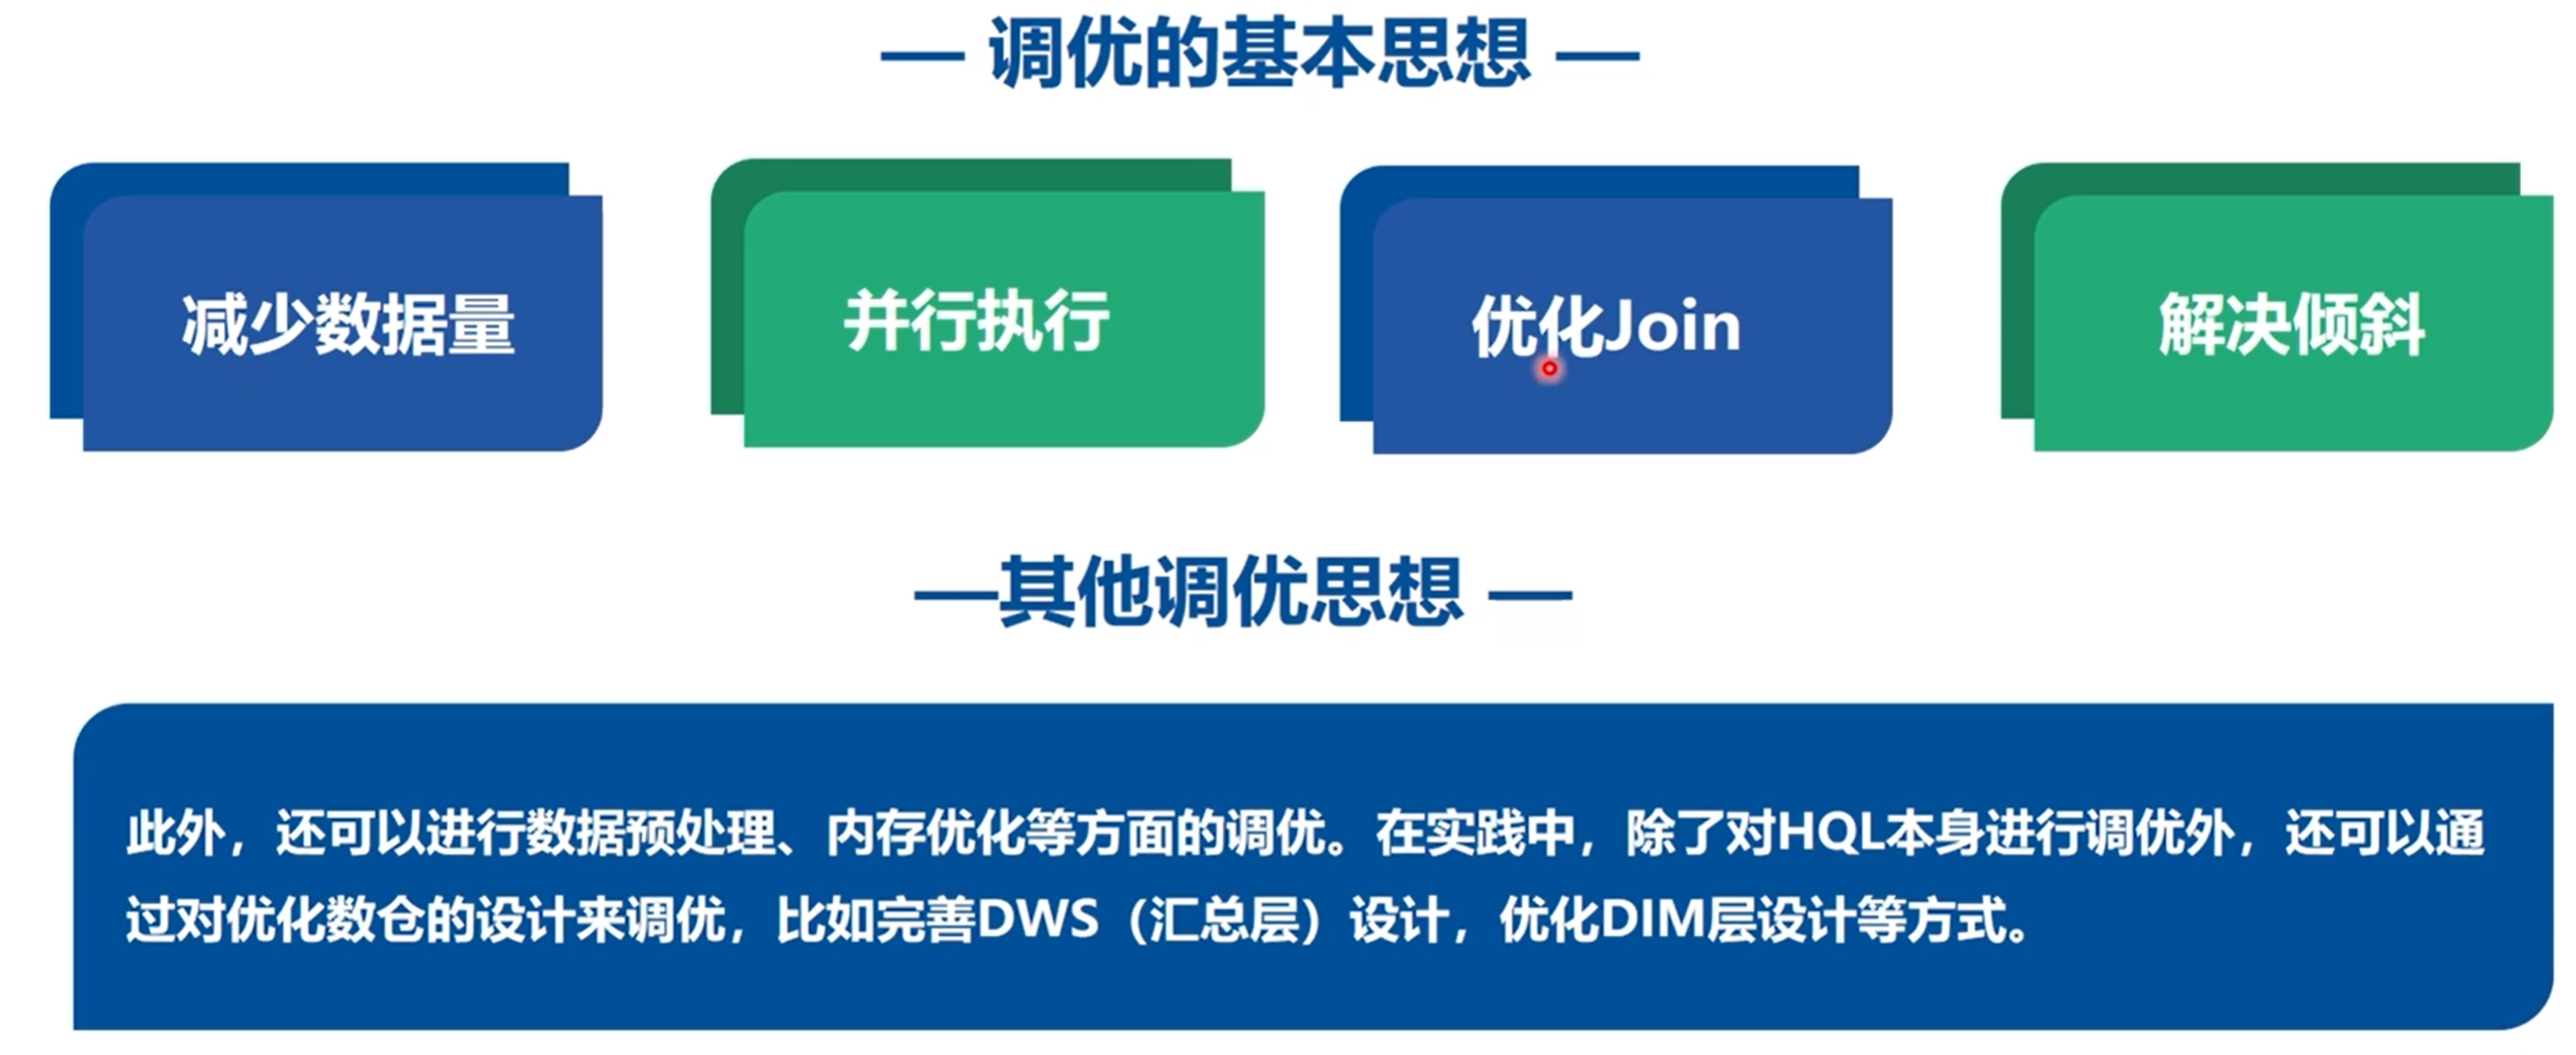 — 调优的基本思想 —
减少数据量
并行执行
优化Join
解决倾斜
—其他调优思想 —
此外，还可以进行数据预处理、内存优化等方面的调优。在实践中，除了对HQL本身进行调优外，还可以通
过对优化数仓的设计来调优，比如完善DWS（汇总层）设计，优化DIM层设计等方式。